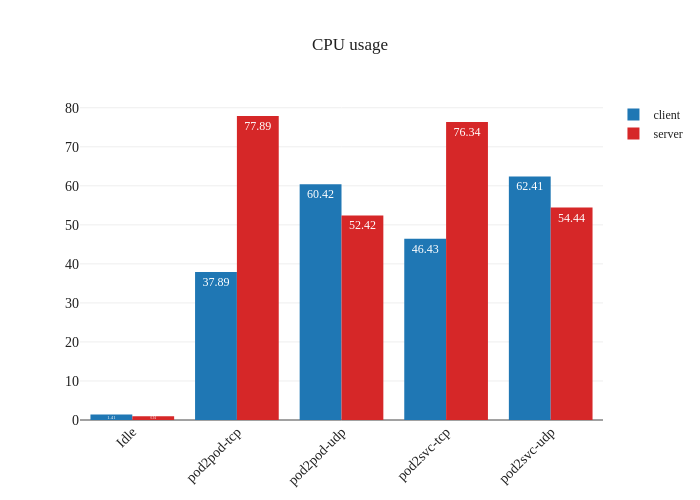 CPU usage
80
70
60
50
40
30
20
10
0
client
server
37.89
77.89
60.42
52.42
46.43
76.34
62.41
54.44
Idle
pod2pod-tcp
pod2pod-udp
pod2svc-tcp
pod2svc-udp